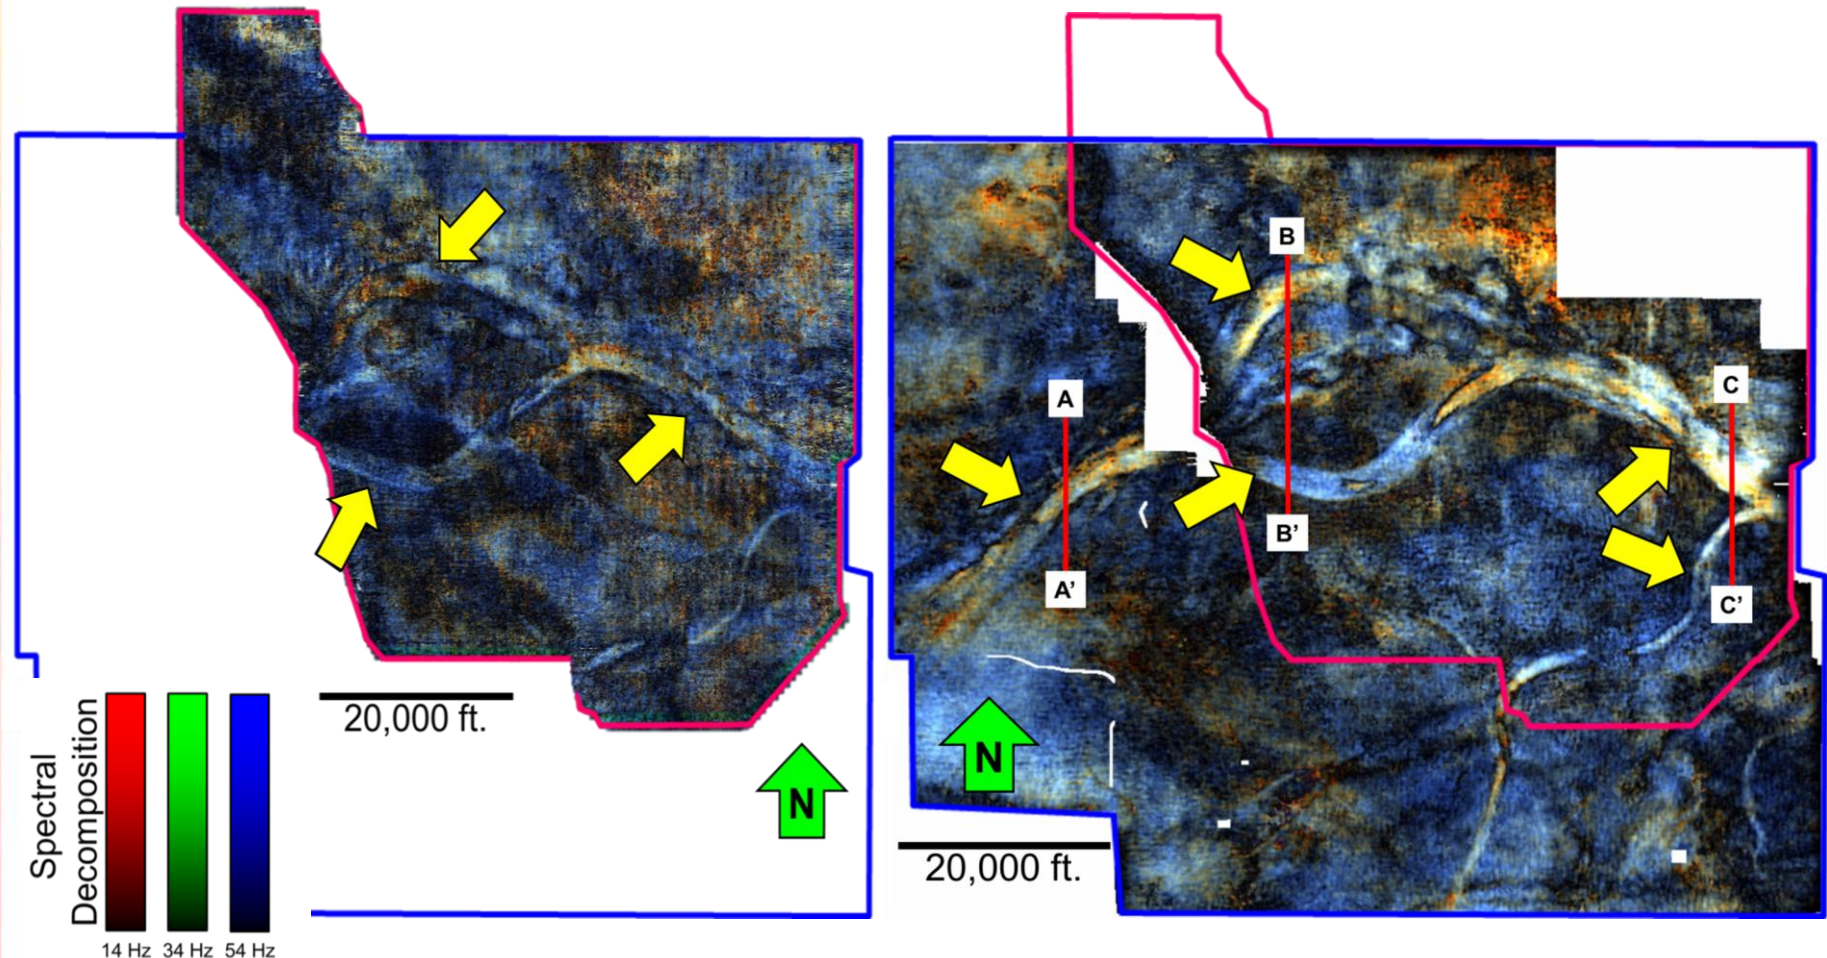 B
C
A
20,000 ft.
B'
A'
C'
N
N
Spectral
Decomposition
20,000 ft.
14 Hz 34 Hz 54 Hz